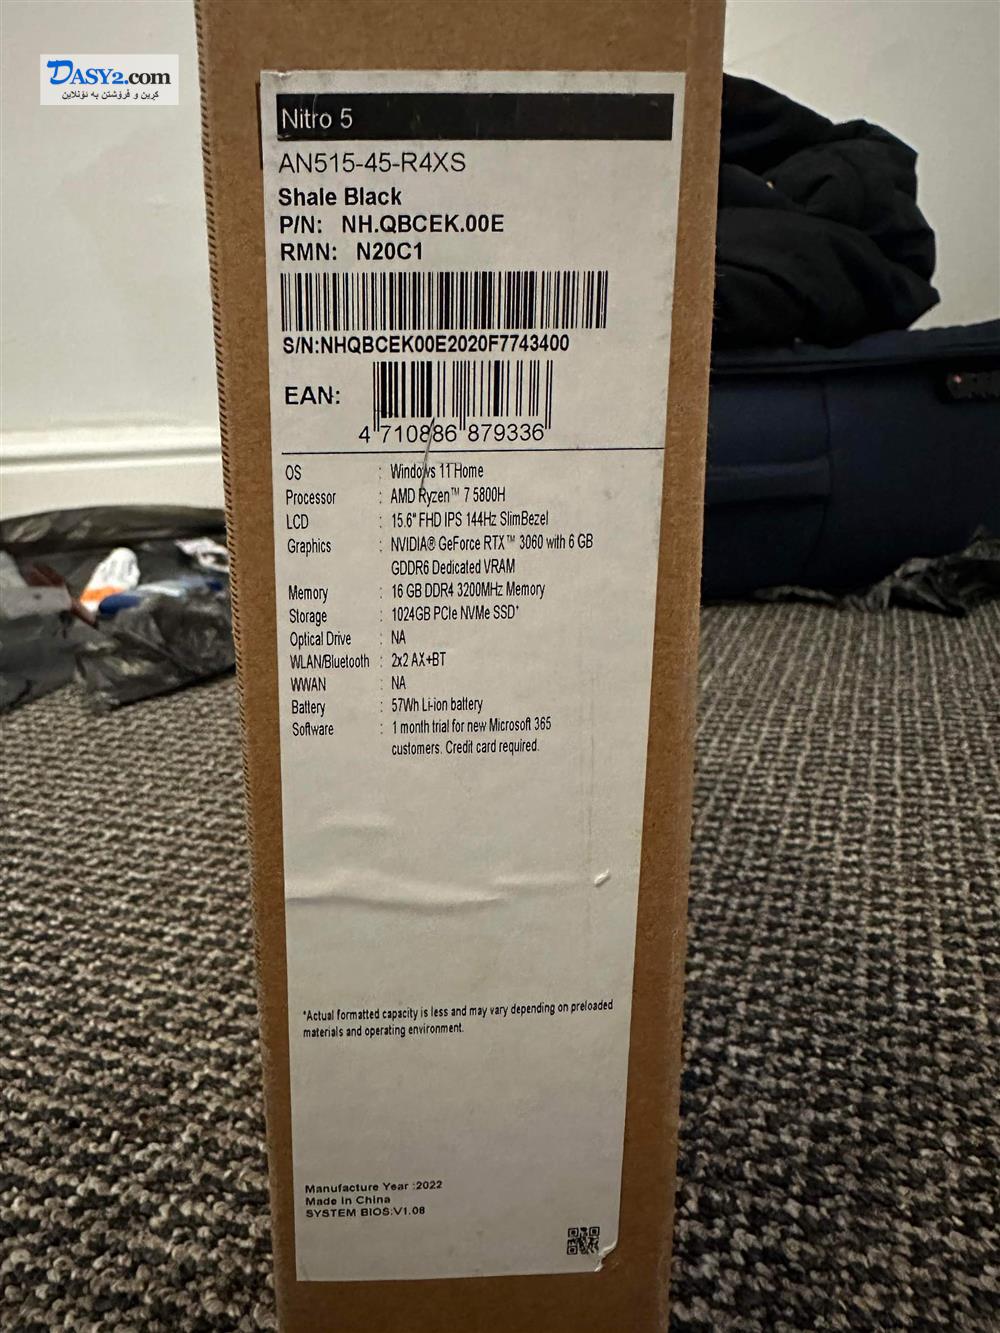 DASY2.com
کڕین و فرۆشتن بە ئۆنلاین
Nitro 5
AN515-45-R4XS
Shale Black
P/N: NH.QBCEK.00E
RMN: N20C1
S/N:NHQBCEK00E2020F7743400
EAN:
4 710886 879336
OS : Windows 11 Home
Processor : AMD Ryzen™ 7 5800H
LCD : 15.6" FHD IPS 144Hz SlimBezel
Graphics : NVIDIA® GeForce RTX™ 3060 with 6 GB
GDDR6 Dedicated VRAM
Memory : 16 GB DDR4 3200MHz Memory
Storage : 1024GB PCIe NVMe SSD*
Optical Drive : NA
WLAN/Bluetooth : 2x2 AX+BT
WWAN : NA
Battery : 57Wh Li-ion battery
Software : 1 month trial for new Microsoft 365
customers. Credit card required.
*Actual formatted capacity is less and may vary depending on preloaded
materials and operating environment.
Manufacture Year :2022
Made in China
SYSTEM BIOS:V1.08